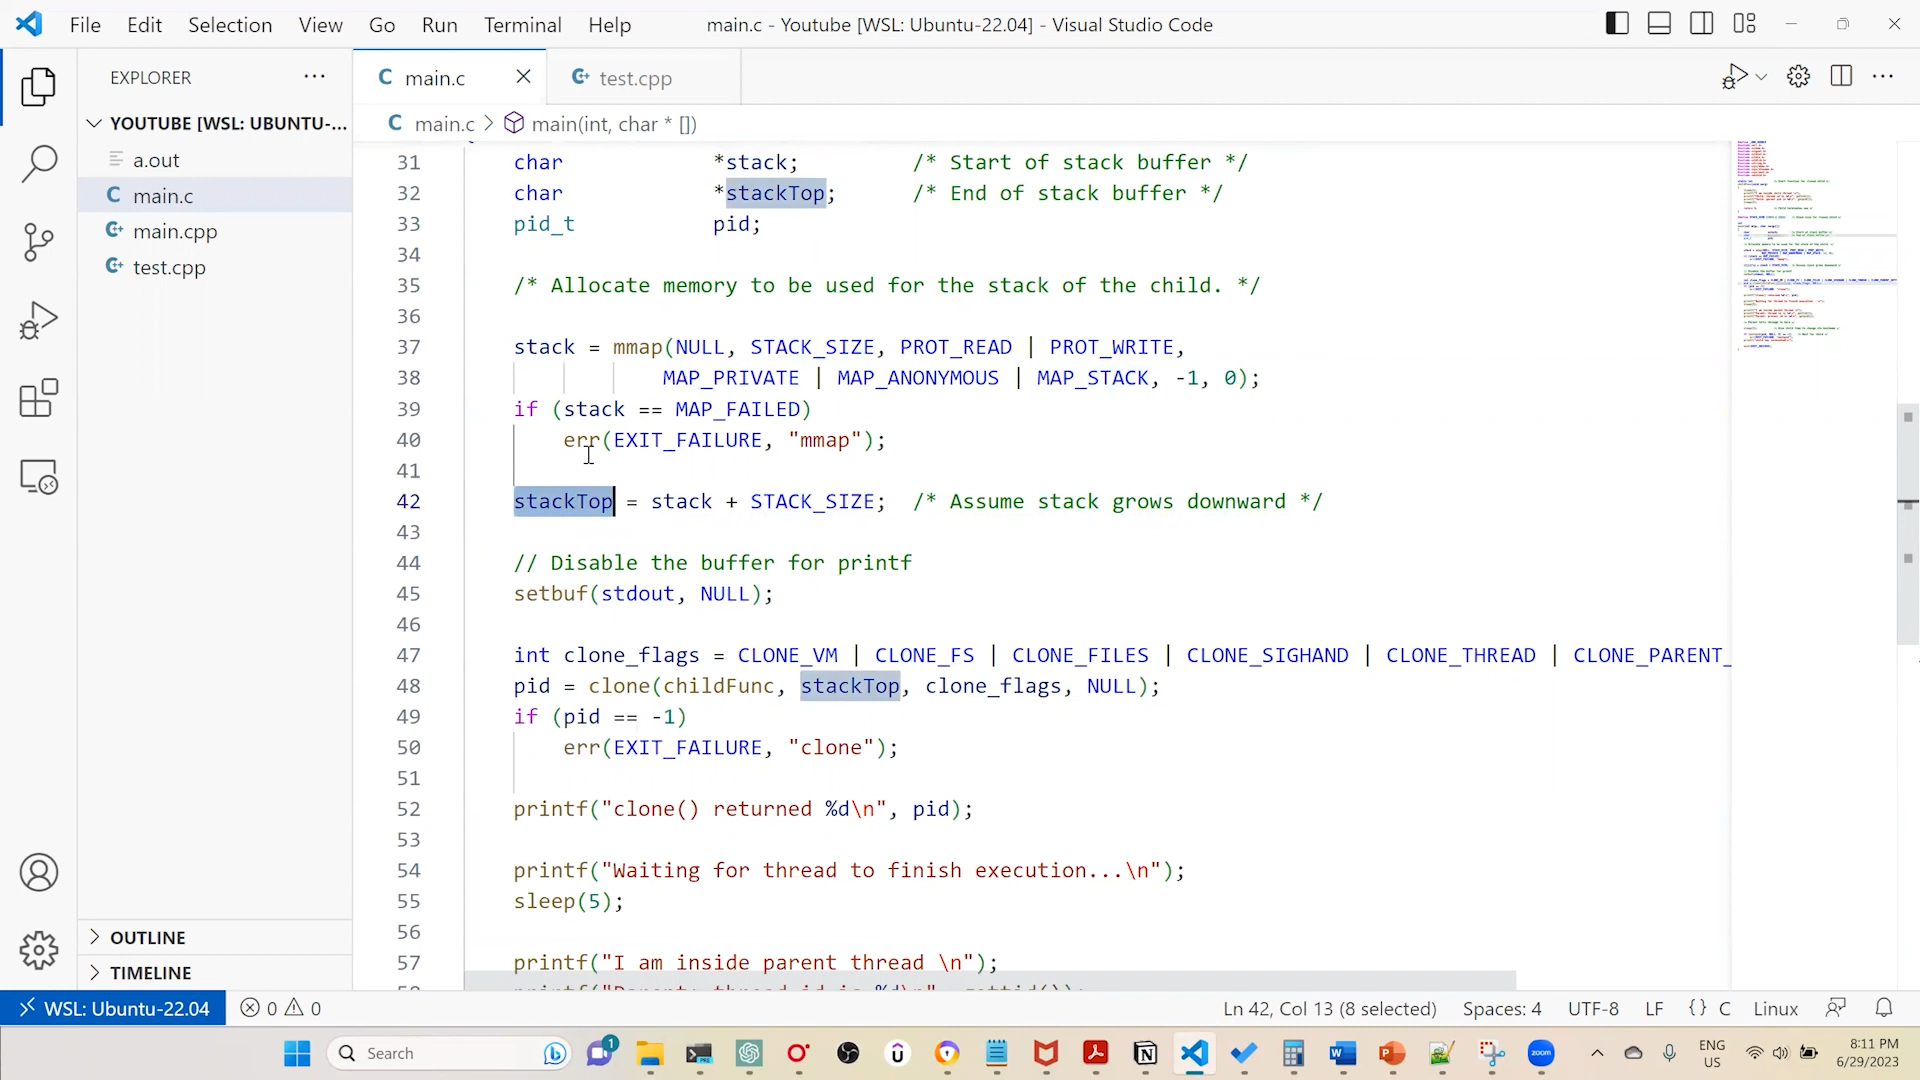 File Edit Selection View Go Run Terminal Help main.c - Youtube [WSL: Ubuntu-22.04] - Visual Studio Code
EXPLORER
YOUTUBE [WSL: UBUNTU-...
a.out
main.c
main.cpp
test.cpp
OUTLINE
TIMELINE
main.c test.cpp
main.c > main(int, char * [])
31 char *stack; /* Start of stack buffer */
32 char *stackTop; /* End of stack buffer */
33 pid_t pid;
34
35 /* Allocate memory to be used for the stack of the child. */
36
37 stack = mmap(NULL, STACK_SIZE, PROT_READ | PROT_WRITE,
38 MAP_PRIVATE | MAP_ANONYMOUS | MAP_STACK, -1, 0);
39 if (stack == MAP_FAILED)
40 err(EXIT_FAILURE, "mmap");
41
42 stackTop = stack + STACK_SIZE; /* Assume stack grows downward */
43
44 // Disable the buffer for printf
45 setbuf(stdout, NULL);
46
47 int clone_flags = CLONE_VM | CLONE_FS | CLONE_FILES | CLONE_SIGHAND | CLONE_THREAD | CLONE_PARENT_
48 pid = clone(childFunc, stackTop, clone_flags, NULL);
49 if (pid == -1)
50 err(EXIT_FAILURE, "clone");
51
52 printf("clone() returned %d\n", pid);
53
54 printf("Waiting for thread to finish execution...\n");
55 sleep(5);
56
57 printf("I am inside parent thread \n");
WSL: Ubuntu-22.04 0 0 Ln 42, Col 13 (8 selected) Spaces: 4 UTF-8 LF {} C Linux
Search 1 zoom ENG US 8:11 PM 6/29/2023